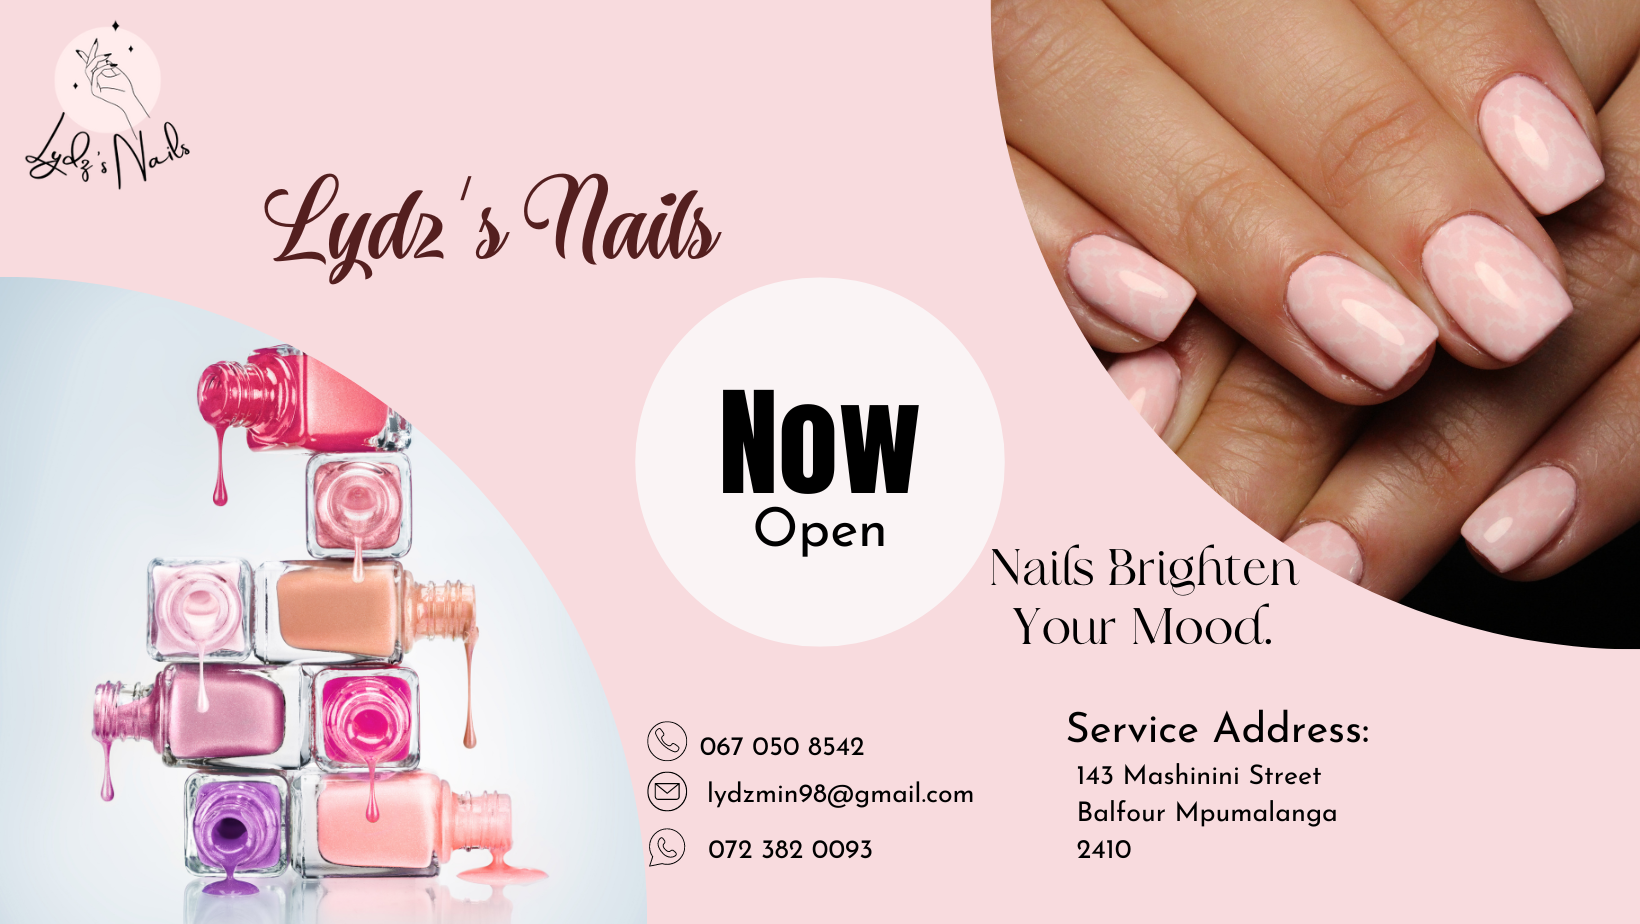 Lydz's Nails
Lydz's Nails
Now
Open
Nails Brighten
Your Mood.
067 050 8542
lydzmin98@gmail.com
072 382 0093
Service Address:
143 Mashinini Street
Balfour Mpumalanga
2410